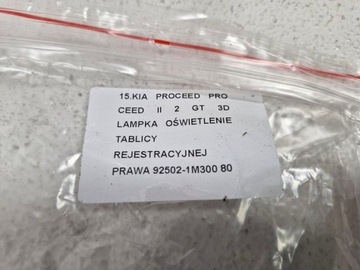 15.KIA PROCEED PRO
CEED II 2 GT 3D
LAMPKA OŚWIETLENIE
TABLICY
REJESTRACYJNEJ
PRAWA 92502-1M300 80